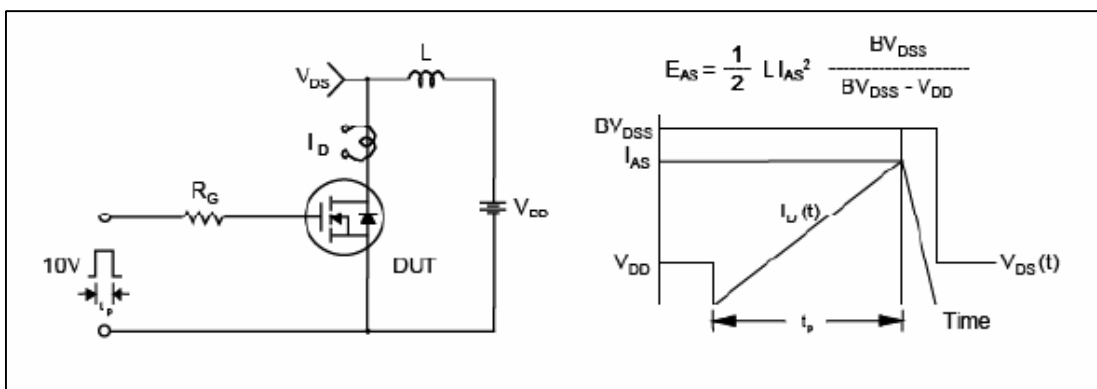 L
V_DS
I_D
R_G
V_DD
10V
DUT
t_p
E_AS = 1/2 L I_AS² BV_DSS / (BV_DSS - V_DD)
BV_DSS
I_AS
I_D (t)
V_DD
V_DS (t)
t_p
Time